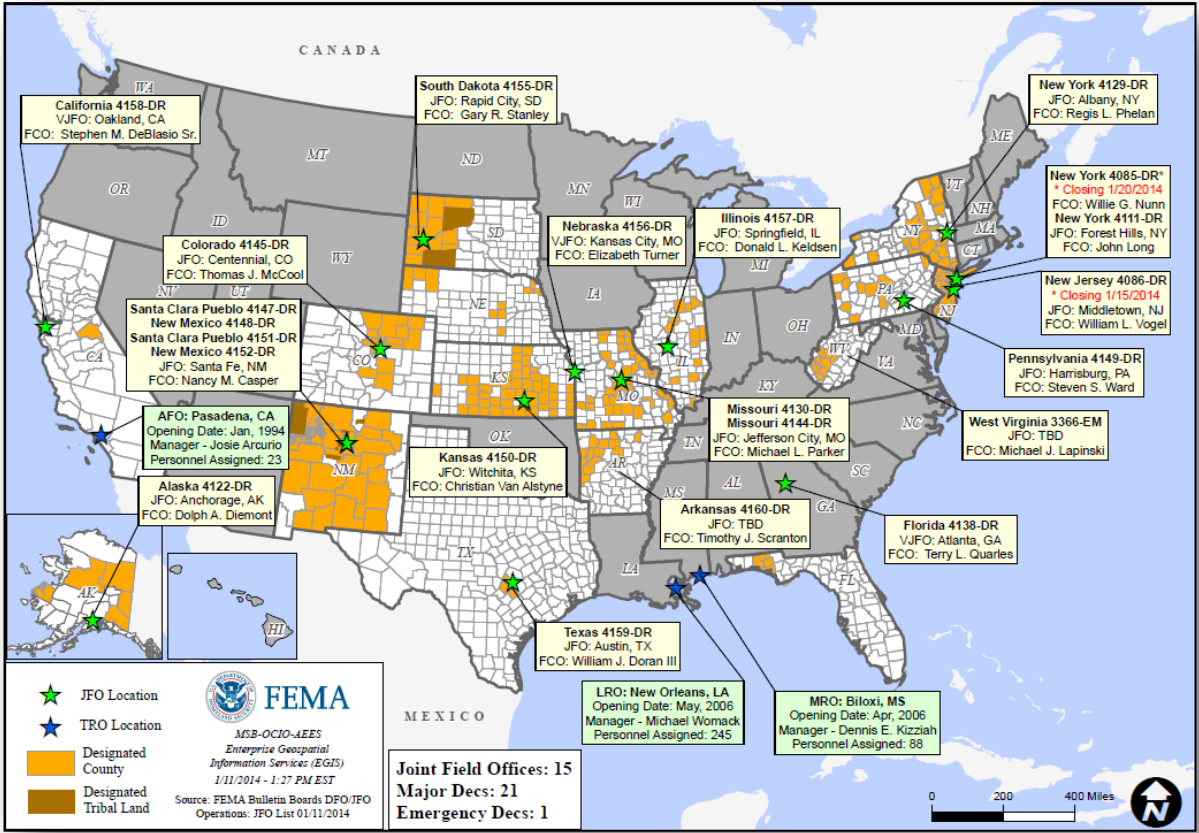 CANADA
WA
OR
MT
ID
ND
MN
WI
MI
ME
VT
NH
MA
CT
NY
NJ
PA
MD
OH
IN
IA
IL
WV
VA
KY
NC
SC
TN
GA
AL
MS
LA
FL
AR
MO
KS
OK
NE
SD
WY
NV
UT
CO
CA
NM
TX
AK
HI
MEXICO
California 4158-DR
VJFO: Oakland, CA
FCO: Stephen M. DeBlasio Sr.
South Dakota 4155-DR
JFO: Rapid City, SD
FCO: Gary R. Stanley
New York 4129-DR
JFO: Albany, NY
FCO: Regis L. Phelan
New York 4085-DR*
* Closing 1/20/2014
FCO: Willie G. Nunn
New York 4111-DR
JFO: Forest Hills, NY
FCO: John Long
Nebraska 4156-DR
VJFO: Kansas City, MO
FCO: Elizabeth Turner
Illinois 4157-DR
JFO: Springfield, IL
FCO: Donald L. Keldsen
Colorado 4145-DR
JFO: Centennial, CO
FCO: Thomas J. McCool
New Jersey 4086-DR
* Closing 1/15/2014
JFO: Middletown, NJ
FCO: William L. Vogel
Santa Clara Pueblo 4147-DR
New Mexico 4148-DR
Santa Clara Pueblo 4151-DR
New Mexico 4152-DR
JFO: Santa Fe, NM
FCO: Nancy M. Casper
Pennsylvania 4149-DR
JFO: Harrisburg, PA
FCO: Steven S. Ward
AFO: Pasadena, CA
Opening Date: Jan, 1994
Manager - Josie Arcurio
Personnel Assigned: 23
Missouri 4130-DR
Missouri 4144-DR
JFO: Jefferson City, MO
FCO: Michael L. Parker
West Virginia 3366-EM
JFO: TBD
FCO: Michael J. Lapinski
Kansas 4150-DR
JFO: Witchita, KS
FCO: Christian Van Alstyne
Alaska 4122-DR
JFO: Anchorage, AK
FCO: Dolph A. Diemont
Arkansas 4160-DR
JFO: TBD
FCO: Timothy J. Scranton
Florida 4138-DR
VJFO: Atlanta, GA
FCO: Terry L. Quarles
Texas 4159-DR
JFO: Austin, TX
FCO: William J. Doran III
LRO: New Orleans, LA
Opening Date: May, 2006
Manager - Michael Womack
Personnel Assigned: 245
MRO: Biloxi, MS
Opening Date: Apr, 2006
Manager - Dennis E. Kizziah
Personnel Assigned: 88
JFO Location
TRO Location
Designated
County
Designated
Tribal Land
FEMA
MSB-OCIO-AEES
Enterprise Geospatial
Information Services (EGIS)
1/11/2014 - 1:27 PM EST
Source: FEMA Bulletin Boards DFO/JFO
Operations: JFO List 01/11/2014
Joint Field Offices: 15
Major Decs: 21
Emergency Decs: 1
0 200 400 Miles
N